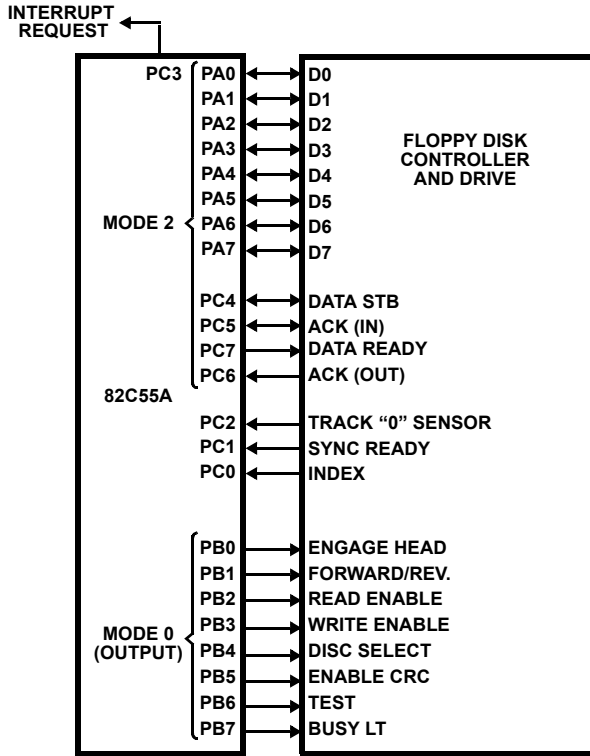 INTERRUPT
REQUEST
PC3 PA0 D0
PA1 D1
PA2 D2
PA3 D3
PA4 D4
PA5 D5
PA6 D6
PA7 D7
FLOPPY DISK
CONTROLLER
AND DRIVE
MODE 2
PC4 DATA STB
PC5 ACK (IN)
PC7 DATA READY
PC6 ACK (OUT)
82C55A
PC2 TRACK “0” SENSOR
PC1 SYNC READY
PC0 INDEX
PB0 ENGAGE HEAD
PB1 FORWARD/REV.
PB2 READ ENABLE
PB3 WRITE ENABLE
MODE 0
(OUTPUT)
PB4 DISC SELECT
PB5 ENABLE CRC
PB6 TEST
PB7 BUSY LT